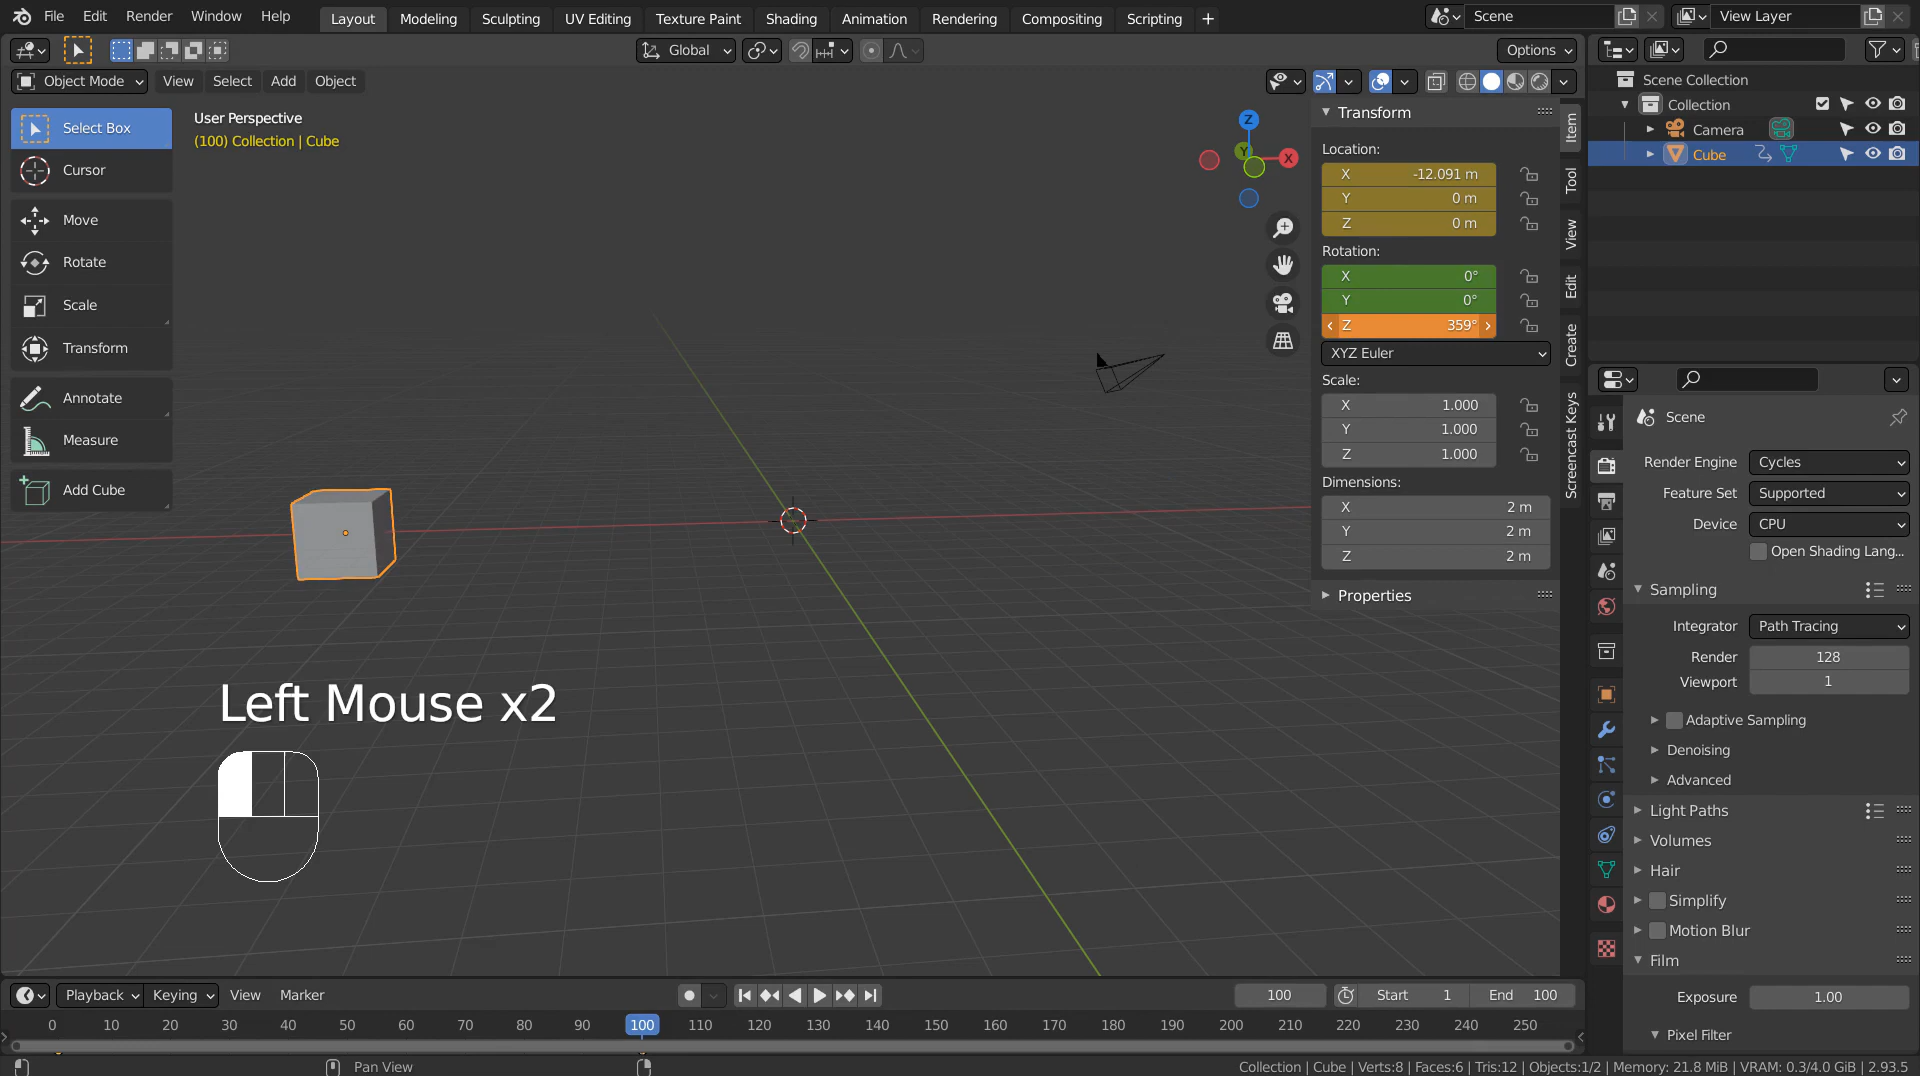 File Edit Render Window Help Layout Modeling Sculpting UV Editing Texture Paint Shading Animation Rendering Compositing Scripting + Scene View Layer
Global Options
Object Mode View Select Add Object
Select Box
Cursor
Move
Rotate
Scale
Transform
Annotate
Measure
Add Cube
User Perspective
(100) Collection | Cube
Left Mouse x2
Z
Y
X
Transform
Location:
X -12.091 m
Y 0 m
Z 0 m
Rotation:
X 0°
Y 0°
Z 359°
XYZ Euler
Scale:
X 1.000
Y 1.000
Z 1.000
Dimensions:
X 2 m
Y 2 m
Z 2 m
Properties
Item
Tool
View
Edit
Create
Screencast Keys
Scene Collection
Collection
Camera
Cube
Scene
Render Engine Cycles
Feature Set Supported
Device CPU
Open Shading Lang...
Sampling
Integrator Path Tracing
Render 128
Viewport 1
Adaptive Sampling
Denoising
Advanced
Light Paths
Volumes
Hair
Simplify
Motion Blur
Film
Exposure 1.00
Pixel Filter
Playback Keying View Marker 100 Start 1 End 100
0 10 20 30 40 50 60 70 80 90 100 110 120 130 140 150 160 170 180 190 200 210 220 230 240 250
Pan View
Collection | Cube | Verts:8 | Faces:6 | Tris:12 | Objects:1/2 | Memory: 21.8 MiB | VRAM: 0.3/4.0 GiB | 2.93.5